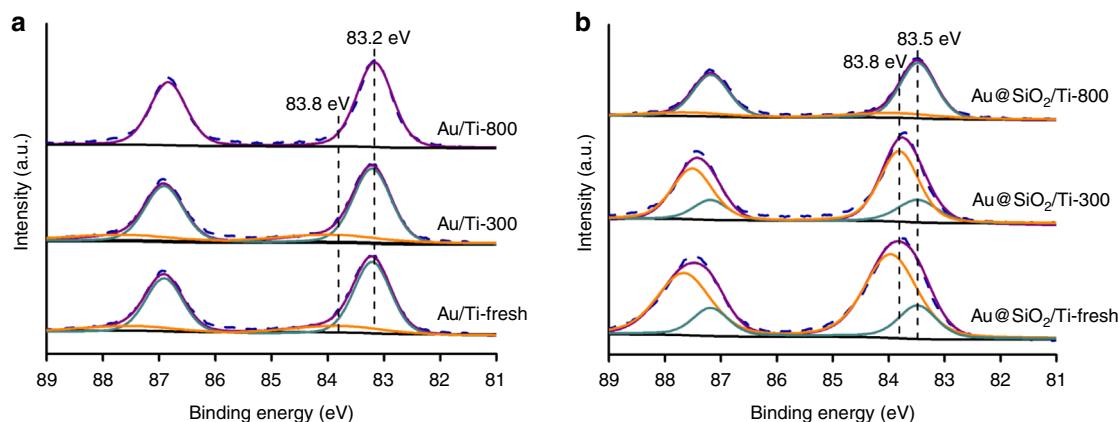 a
83.2 eV
83.8 eV
Au/Ti-800
Au/Ti-300
Au/Ti-fresh
Intensity (a.u.)
89 88 87 86 85 84 83 82 81
Binding energy (eV)
b
83.5 eV
83.8 eV
Au@SiO₂/Ti-800
Au@SiO₂/Ti-300
Au@SiO₂/Ti-fresh
Intensity (a.u.)
89 88 87 86 85 84 83 82 81
Binding energy (eV)